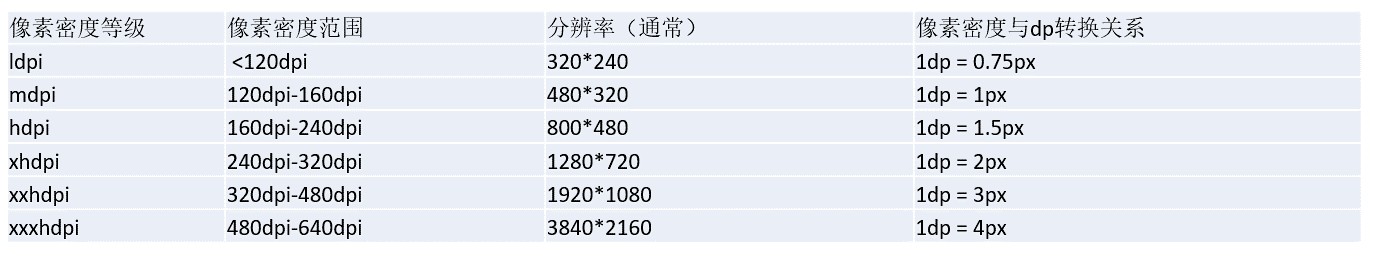 像素密度等级 像素密度范围 分辨率（通常） 像素密度与dp转换关系
ldpi <120dpi 320*240 1dp = 0.75px
mdpi 120dpi-160dpi 480*320 1dp = 1px
hdpi 160dpi-240dpi 800*480 1dp = 1.5px
xhdpi 240dpi-320dpi 1280*720 1dp = 2px
xxhdpi 320dpi-480dpi 1920*1080 1dp = 3px
xxxhdpi 480dpi-640dpi 3840*2160 1dp = 4px